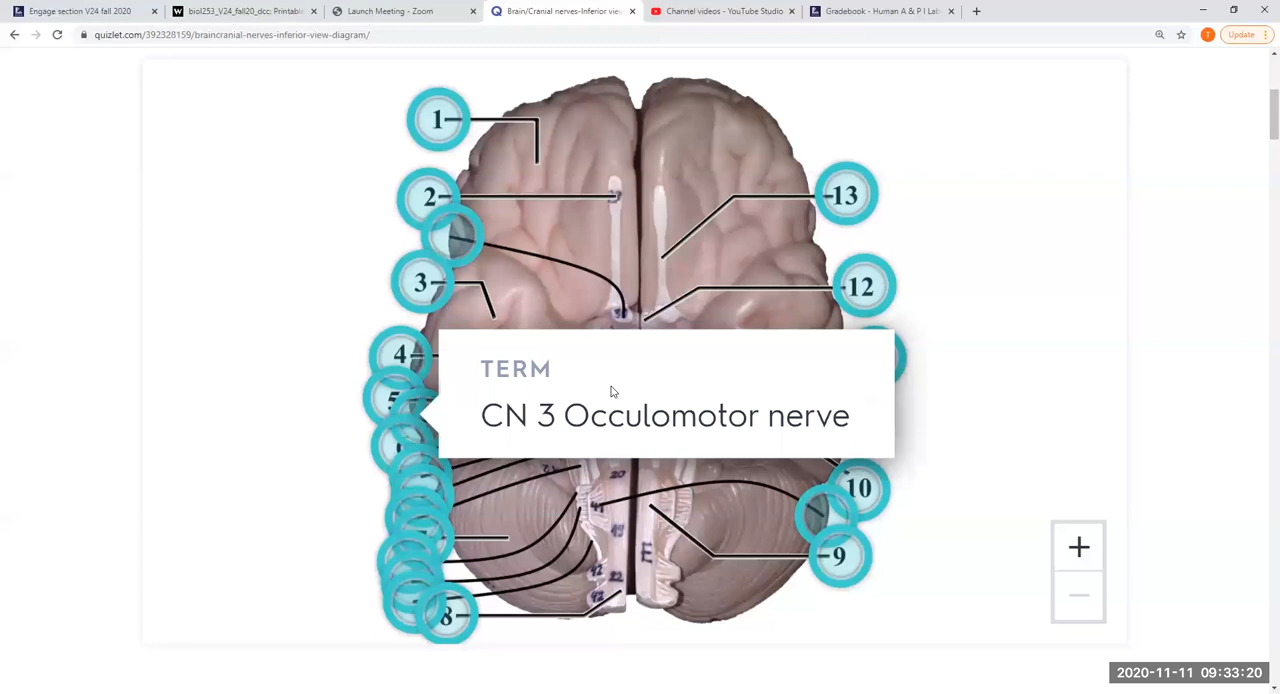 Engage section V24 fall 2020
biol253_V24_fall20_dcc; Printable
Launch Meeting - Zoom
Brain/Cranial nerves-Inferior vie
Channel videos - YouTube Studio
Gradebook - Human A & P I Lab
quizlet.com/392328159/braincranial-nerves-inferior-view-diagram/
T
Update
1
2
13
3
12
4
TERM
5
CN 3 Occulomotor nerve
20
10
9
8
+
2020-11-11 09:33:20